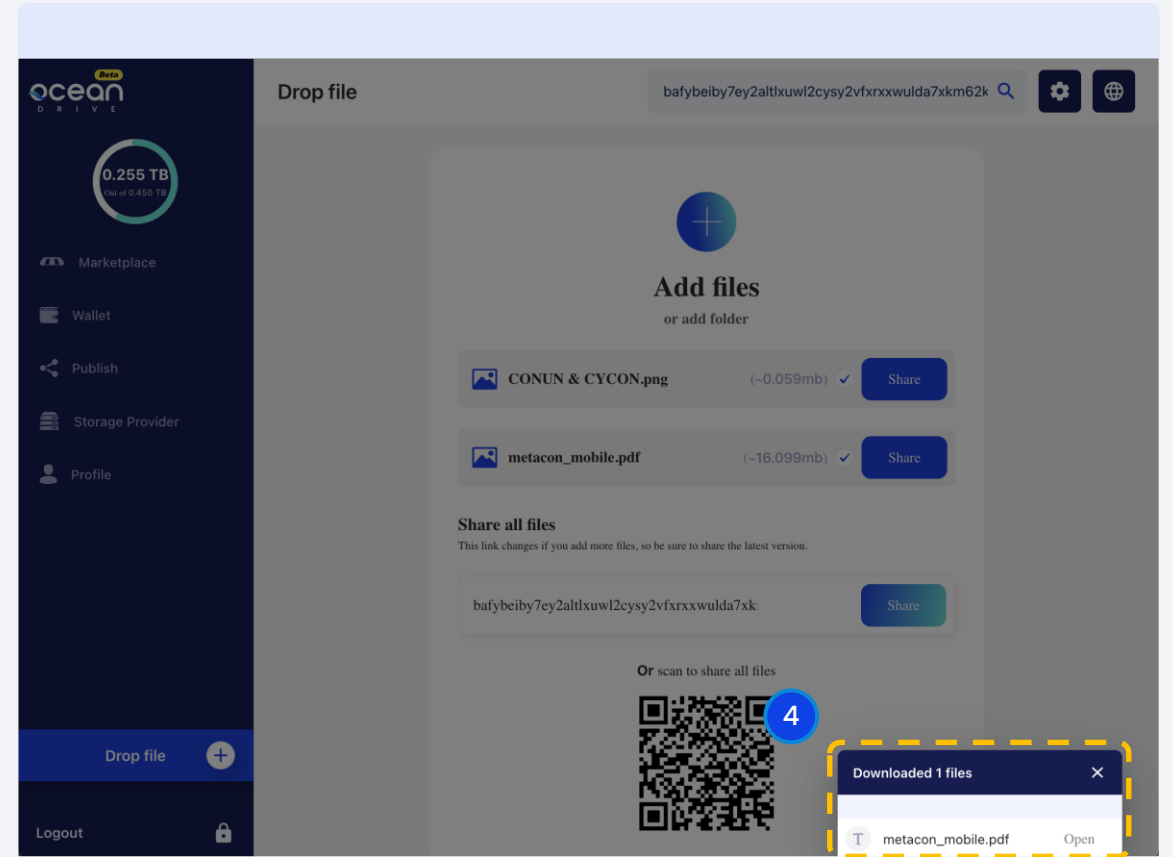 Beta
ocean
DRIVE
Drop file
bafybeiby7ey2altlxuwl2cysy2vfxrxxwulda7xkm62k
0.255 TB
Out of 0.450 TB
Marketplace
Wallet
Publish
Storage Provider
Profile
Drop file
Logout
Add files
or add folder
CONUN & CYCON.png
(~0.059mb)
Share
metacon_mobile.pdf
(~16.099mb)
Share
Share all files
This link changes if you add more files, so be sure to share the latest version.
bafybeiby7ey2altlxuwl2cysy2vfxrxxwulda7xk
Share
Or scan to share all files
4
Downloaded 1 files
T
metacon_mobile.pdf
Open